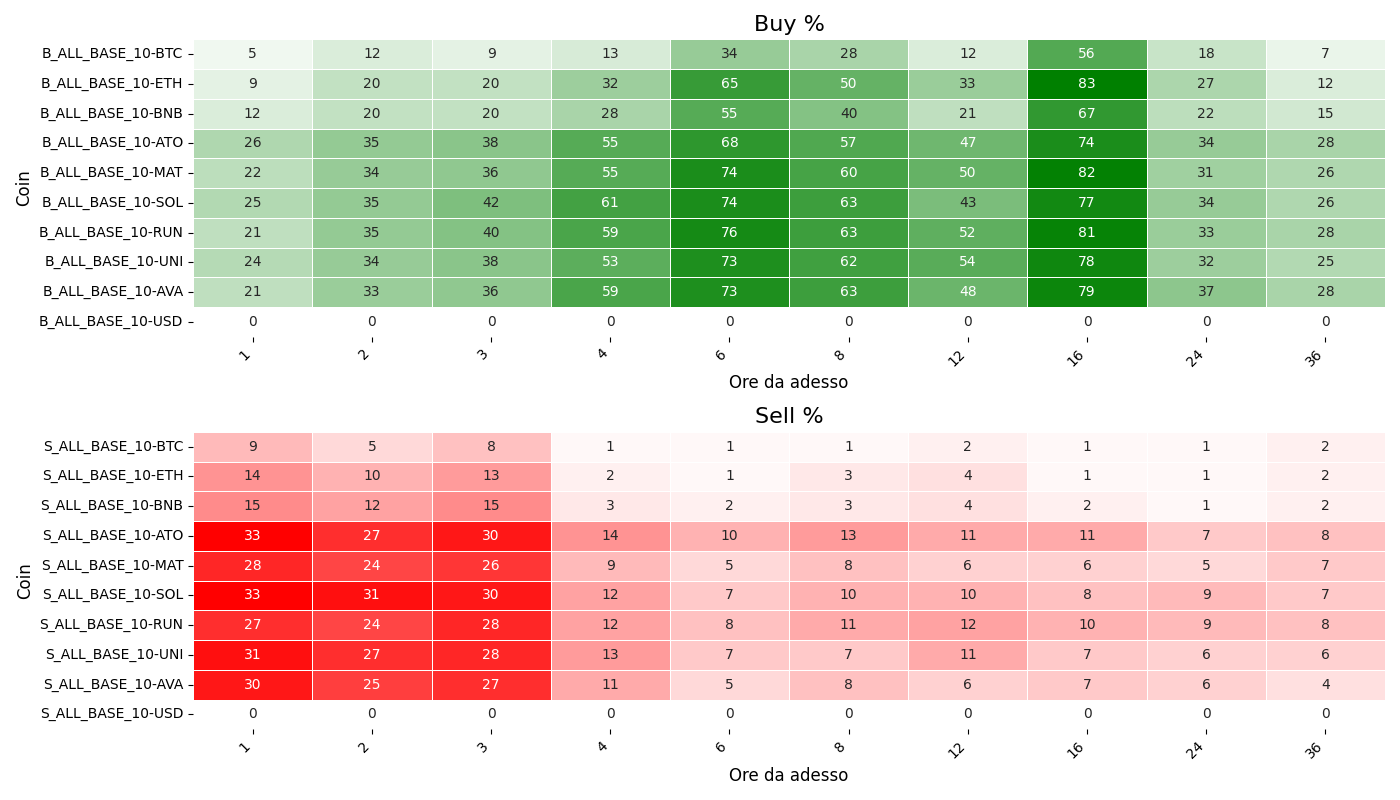 Buy %
Coin
B_ALL_BASE_10-BTC 5 12 9 13 34 28 12 56 18 7
B_ALL_BASE_10-ETH 9 20 20 32 65 50 33 83 27 12
B_ALL_BASE_10-BNB 12 20 20 28 55 40 21 67 22 15
B_ALL_BASE_10-ATO 26 35 38 55 68 57 47 74 34 28
B_ALL_BASE_10-MAT 22 34 36 55 74 60 50 82 31 26
B_ALL_BASE_10-SOL 25 35 42 61 74 63 43 77 34 26
B_ALL_BASE_10-RUN 21 35 40 59 76 63 52 81 33 28
B_ALL_BASE_10-UNI 24 34 38 53 73 62 54 78 32 25
B_ALL_BASE_10-AVA 21 33 36 59 73 63 48 79 37 28
B_ALL_BASE_10-USD 0 0 0 0 0 0 0 0 0 0
1 2 3 4 6 8 12 16 24 36
Ore da adesso
Sell %
Coin
S_ALL_BASE_10-BTC 9 5 8 1 1 1 2 1 1 2
S_ALL_BASE_10-ETH 14 10 13 2 1 3 4 1 1 2
S_ALL_BASE_10-BNB 15 12 15 3 2 3 4 2 1 2
S_ALL_BASE_10-ATO 33 27 30 14 10 13 11 11 7 8
S_ALL_BASE_10-MAT 28 24 26 9 5 8 6 6 5 7
S_ALL_BASE_10-SOL 33 31 30 12 7 10 10 8 9 7
S_ALL_BASE_10-RUN 27 24 28 12 8 11 12 10 9 8
S_ALL_BASE_10-UNI 31 27 28 13 7 7 11 7 6 6
S_ALL_BASE_10-AVA 30 25 27 11 5 8 6 7 6 4
S_ALL_BASE_10-USD 0 0 0 0 0 0 0 0 0 0
1 2 3 4 6 8 12 16 24 36
Ore da adesso